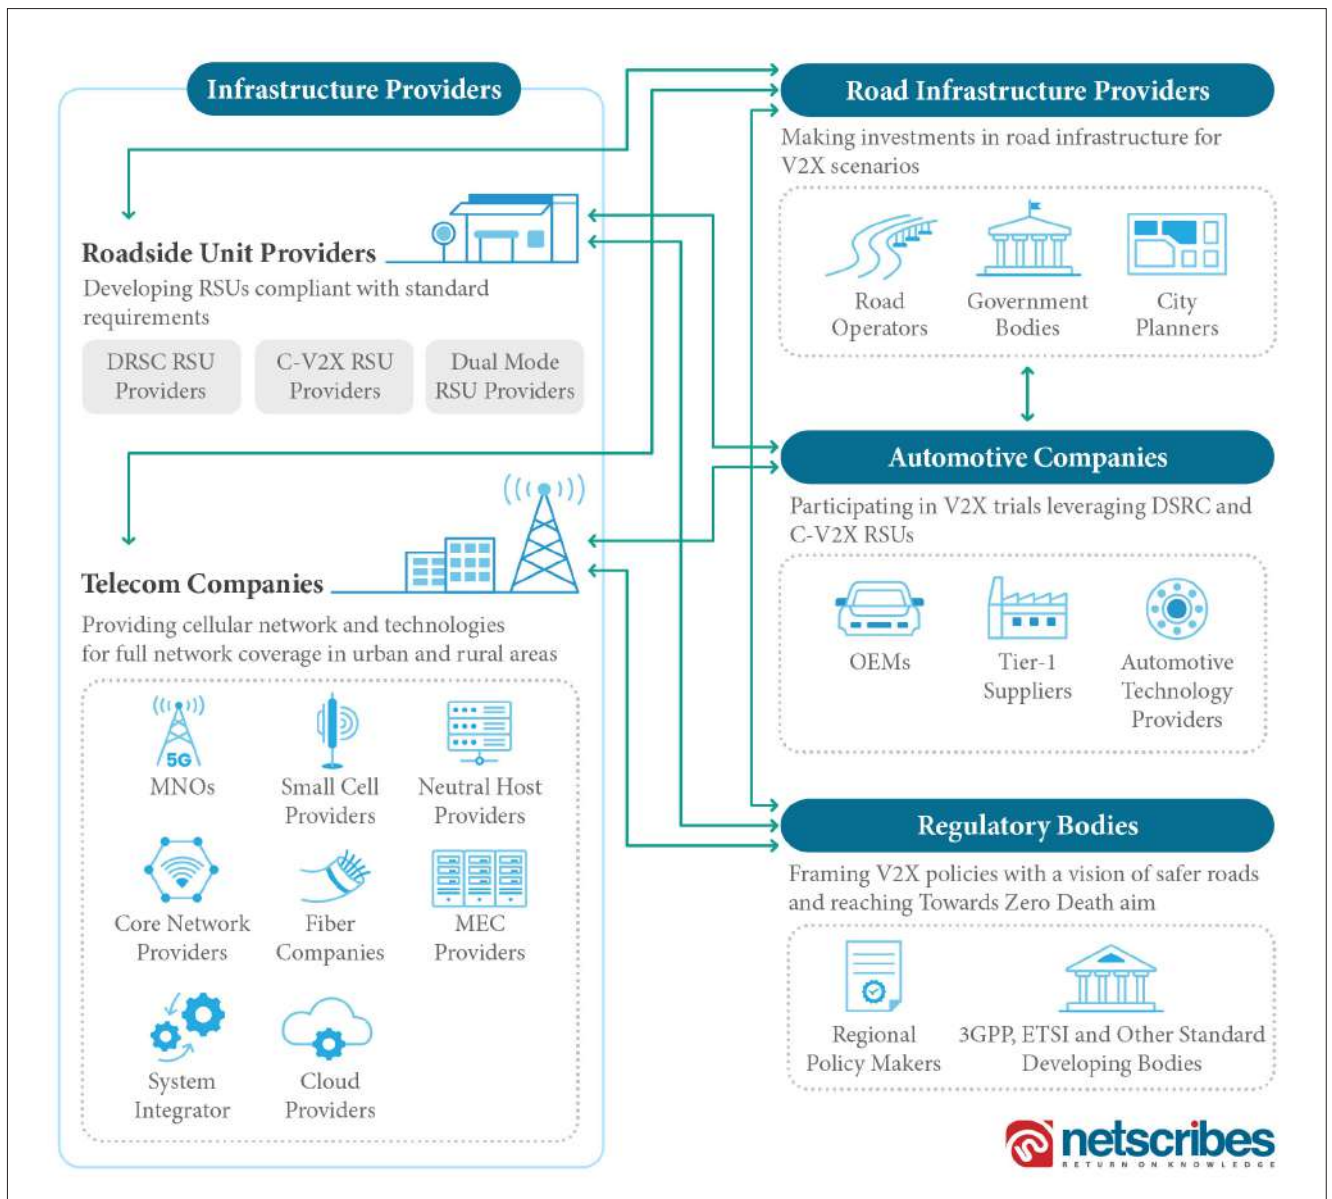 Infrastructure Providers
Roadside Unit Providers
Developing RSUs compliant with standard
requirements
DRSC RSU
Providers
C-V2X RSU
Providers
Dual Mode
RSU Providers
Telecom Companies
Providing cellular network and technologies
for full network coverage in urban and rural areas
5G
MNOs
Small Cell
Providers
Neutral Host
Providers
Core Network
Providers
Fiber
Companies
MEC
Providers
System
Integrator
Cloud
Providers
Road Infrastructure Providers
Making investments in road infrastructure for
V2X scenarios
Road
Operators
Government
Bodies
City
Planners
Automotive Companies
Participating in V2X trials leveraging DSRC and
C-V2X RSUs
OEMs
Tier-1
Suppliers
Automotive
Technology
Providers
Regulatory Bodies
Framing V2X policies with a vision of safer roads
and reaching Towards Zero Death aim
Regional
Policy Makers
3GPP, ETSI and Other Standard
Developing Bodies
netscribes
RETURN ON KNOWLEDGE